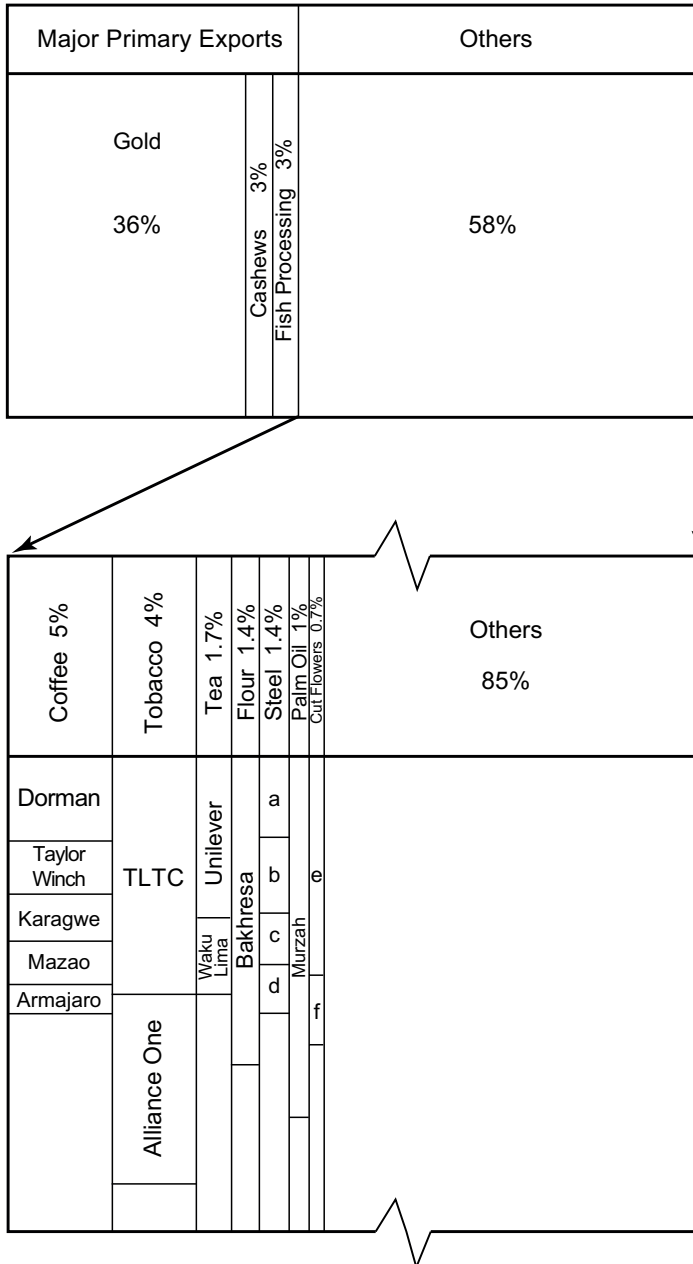 Major Primary Exports
Others
Gold
36%
Cashews 3%
Fish Processing 3%
58%
Coffee 5%
Tobacco 4%
Tea 1.7%
Flour 1.4%
Steel 1.4%
Palm Oil 1%
Cut Flowers 0.7%
Others
85%
Dorman
Taylor
Winch
Karagwe
Mazao
Armajaro
TLTC
Alliance One
Unilever
Waku
Lima
Bakhresa
a
b
c
d
Murzah
e
f